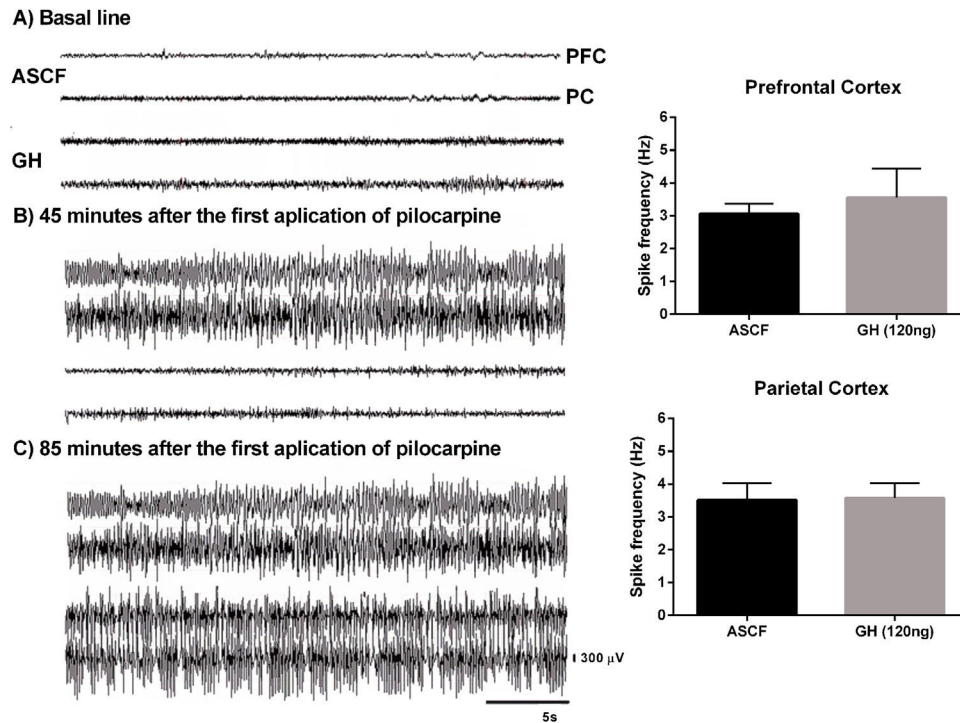 A) Basal line
PFC
ASCF
PC
GH
B) 45 minutes after the first aplication of pilocarpine
C) 85 minutes after the first aplication of pilocarpine
300 µV
5s
Prefrontal Cortex
Spike frequency (Hz)
6
5
4
3
2
1
0
ASCF
GH (120ng)
Parietal Cortex
Spike frequency (Hz)
6
5
4
3
2
1
0
ASCF
GH (120ng)